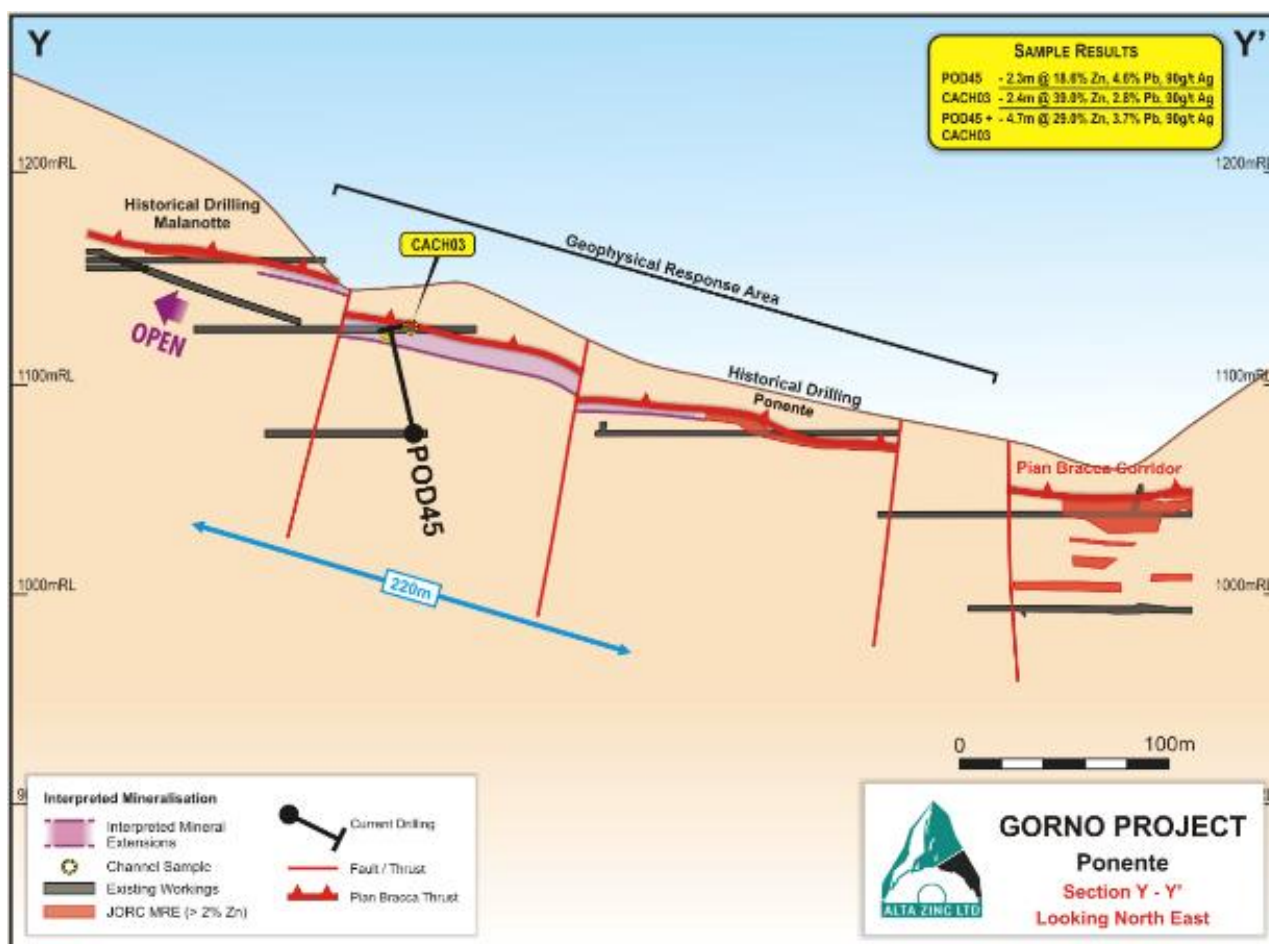 Y
Y'
SAMPLE RESULTS
POD45 - 2.3m @ 18.6% Zn, 4.6% Pb, 90g/t Ag
CACH03 - 2.4m @ 39.0% Zn, 2.8% Pb, 90g/t Ag
POD45 + - 4.7m @ 29.0% Zn, 3.7% Pb, 90g/t Ag
CACH03
1200mRL
1200mRL
Historical Drilling
Malanotte
CACH03
Geophysical Response Area
OPEN
1100mRL
1100mRL
Historical Drilling
Ponente
POD45
Pian Bracca Corridor
220m
1000mRL
1000mRL
0
100m
Interpreted Mineralisation
Interpreted Mineral
Extensions
Channel Sample
Existing Workings
JORC MRE (> 2% Zn)
Current Drilling
Fault / Thrust
Pian Bracca Thrust
ALTA ZINC LTD
GORNO PROJECT
Ponente
Section Y - Y'
Looking North East